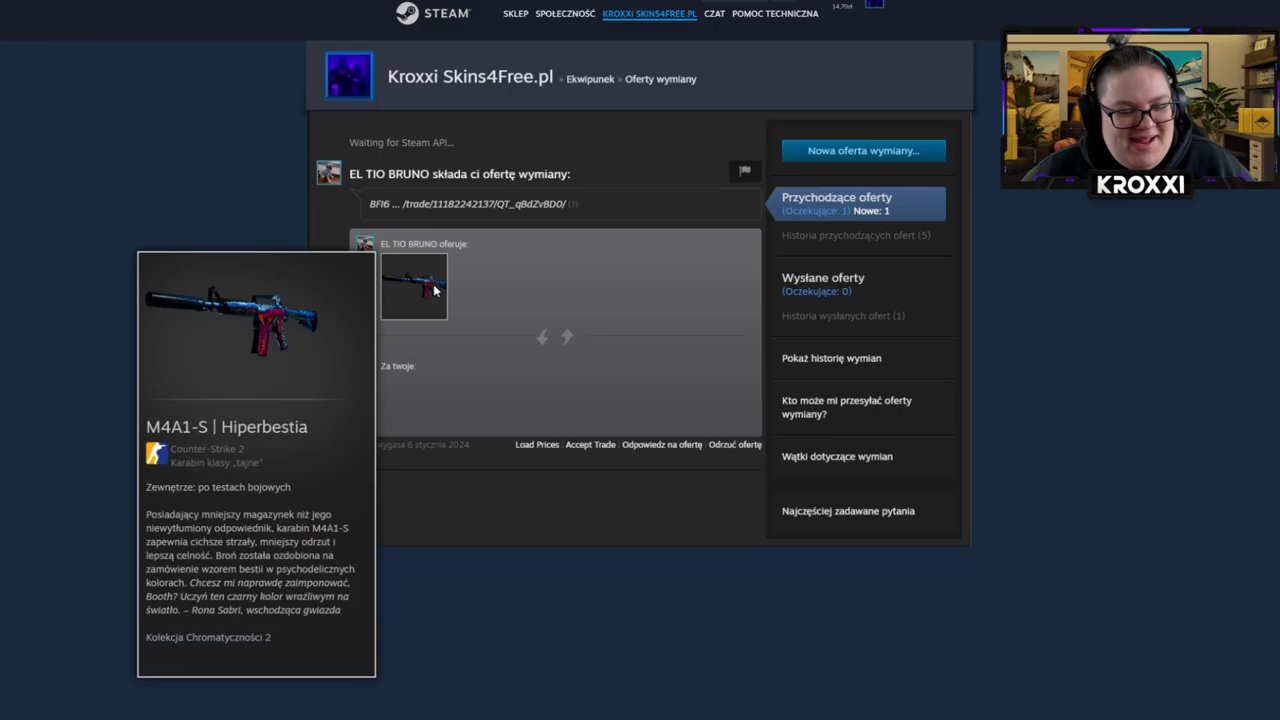 STEAM
SKLEP SPOŁECZNOŚĆ KROXXI SKINS4FREE.PL CZAT POMOC TECHNICZNA
14,70zł
Kroxxi Skins4Free.pl » Ekwipunek » Oferty wymiany
KROXXI
Waiting for Steam API...
EL TIO BRUNO składa ci ofertę wymiany:
BFI6 ... /trade/11182242137/QT_qBdZvBD0/ (?)
EL TIO BRUNO oferuje:
Za twoje:
wygasa 6 stycznia 2024
Load Prices Accept Trade Odpowiedz na ofertę Odrzuć ofertę
Nowa oferta wymiany...
Przychodzące oferty
(Oczekujące: 1) Nowe: 1
Historia przychodzących ofert (5)
Wysłane oferty
(Oczekujące: 0)
Historia wysłanych ofert (1)
Pokaż historię wymian
Kto może mi przesyłać oferty
wymiany?
Wątki dotyczące wymian
Najczęściej zadawane pytania
M4A1-S | Hiperbestia
Counter-Strike 2
Karabin klasy „tajne”
Zewnętrze: po testach bojowych
Posiadający mniejszy magazynek niż jego
niewytłumiony odpowiednik, karabin M4A1-S
zapewnia cichsze strzały, mniejszy odrzut i
lepszą celność. Broń została ozdobiona na
zamówienie wzorem bestii w psychodelicznych
kolorach. Chcesz mi naprawdę zaimponować,
Booth? Uczyń ten czarny kolor wrażliwym na
światło. – Rona Sabri, wschodząca gwiazda
Kolekcja Chromatyczności 2